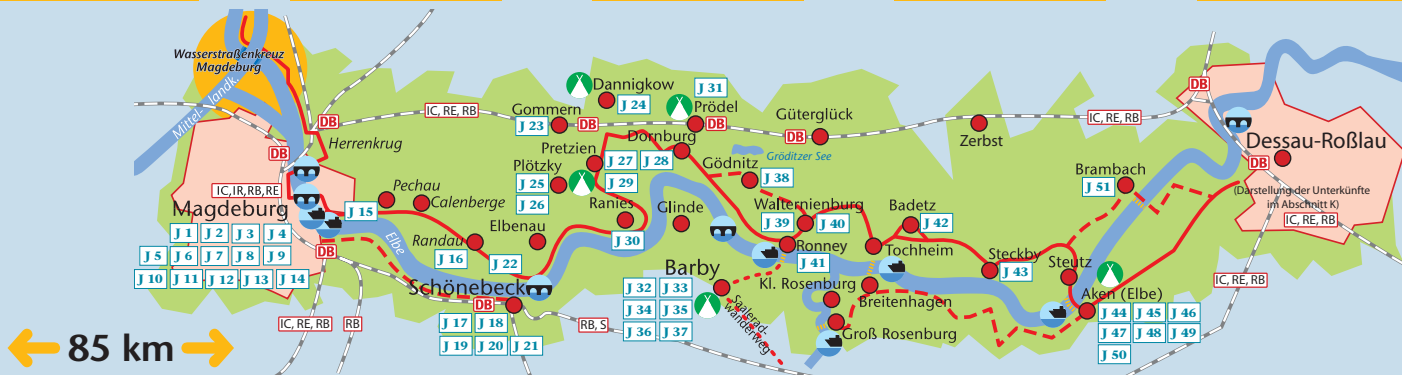 Wasserstraßenkreuz
Magdeburg
Mittel-
landk.
DB
Herrenkrug
DB
IC,IR,RB,RE
Magdeburg
J 1
J 2
J 3
J 4
J 5
J 6
J 7
J 8
J 9
J 10
J 11
J 12
J 13
J 14
DB
J 15
Pechau
Calenberge
Elbe
Randau
J 16
Elbenau
J 22
Schönebeck
DB
J 17
J 18
J 19
J 20
J 21
IC, RE, RB
RB
RB, S
85 km
IC, RE, RB
Gommern
J 23
DB
Dannigkow
J 24
J 31
Prödel
DB
Pretzien
Dornburg
J 27
J 28
J 29
Plötzky
J 25
J 26
Ranies
J 30
Glinde
Gödnitz
J 38
Güterglück
DB
Gröditzer See
Walternienburg
J 39
J 40
Ronney
J 41
Barby
J 32
J 33
J 34
J 35
J 36
J 37
Saalerad-
wanderweg
Kl. Rosenburg
Groß Rosenburg
Breitenhagen
Tochheim
Badetz
J 42
Zerbst
IC, RE, RB
Steckby
J 43
Steutz
Brambach
J 51
Aken (Elbe)
J 44
J 45
J 46
J 47
J 48
J 49
J 50
DB
Dessau-Roßlau
DB
(Darstellung der Unterkünfte
im Abschnitt K)
IC, RE, RB
IC, RE, RB